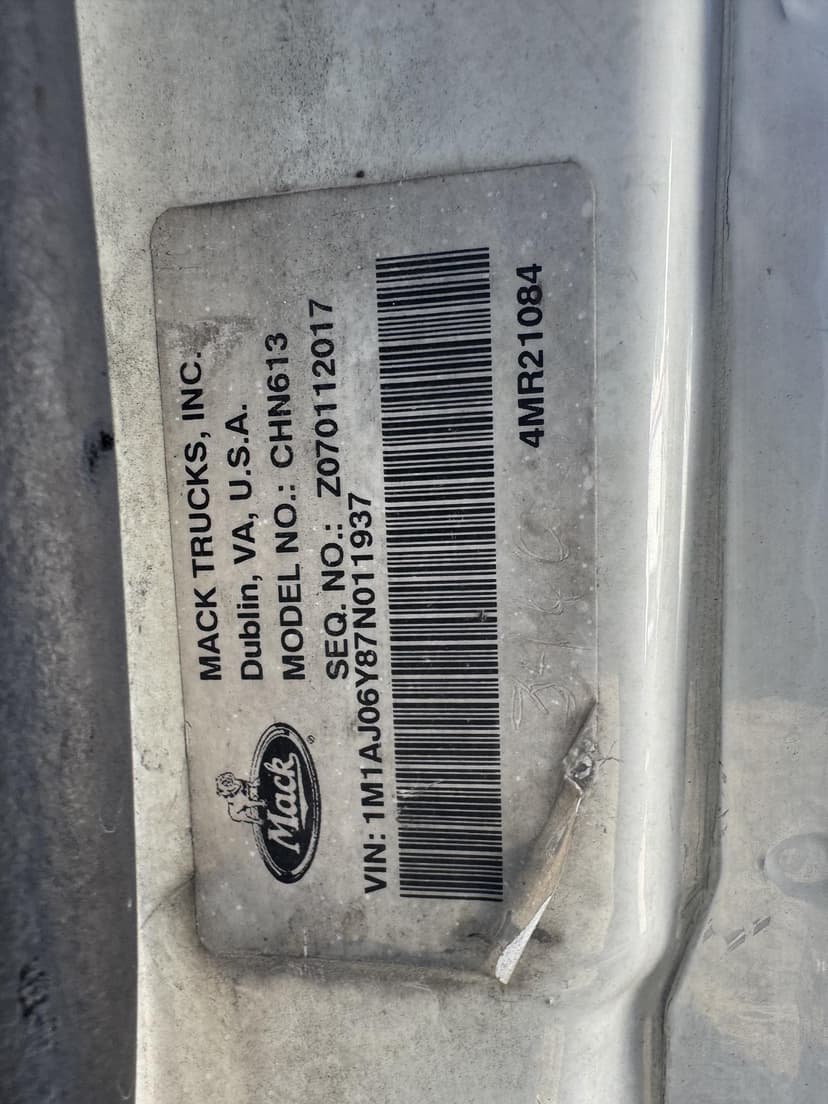 MACK TRUCKS, INC.
Dublin, VA, U.S.A.
MODEL NO.: CHN613
SEQ. NO.: Z070112017
Mack
®
VIN: 1M1AJ06Y87N011937
4MR21084